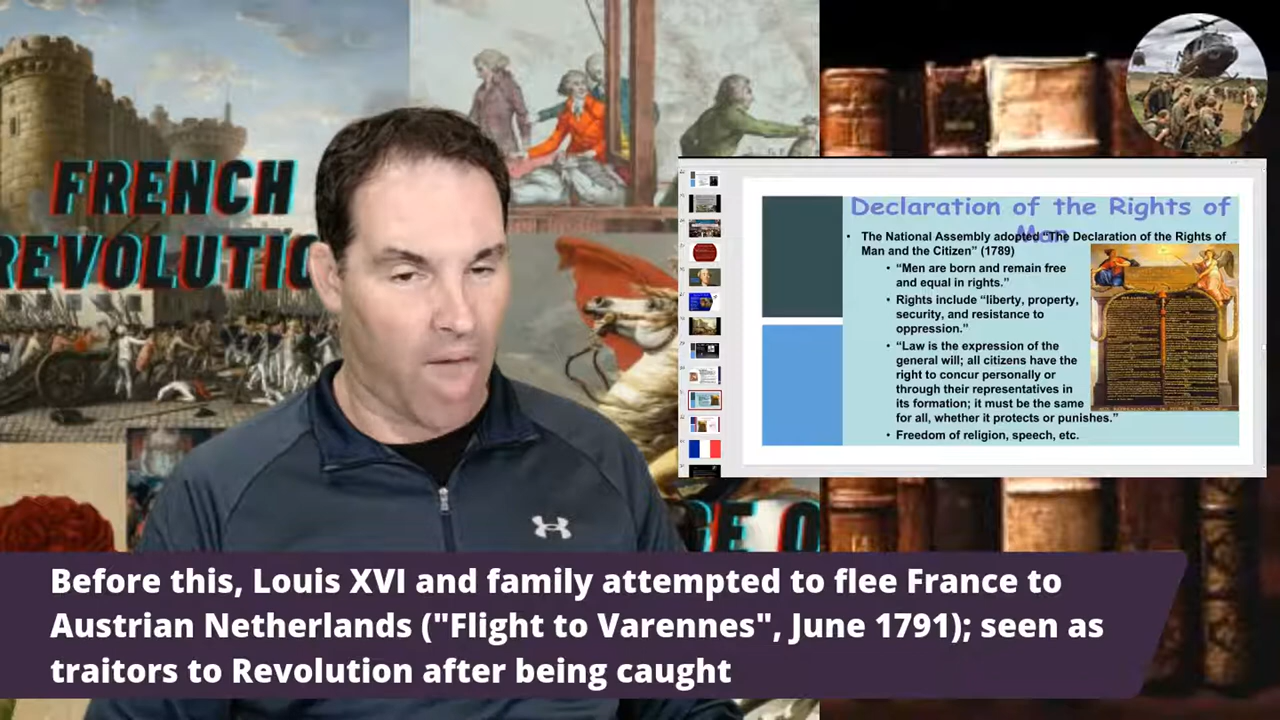 FRENCH
REVOLUTIO
Declaration of the Rights of
Man
• The National Assembly adopted “The Declaration of the Rights of
Man and the Citizen” (1789)
• “Men are born and remain free
and equal in rights.”
• Rights include “liberty, property,
security, and resistance to
oppression.”
• “Law is the expression of the
general will; all citizens have the
right to concur personally or
through their representatives in
its formation; it must be the same
for all, whether it protects or punishes.”
• Freedom of religion, speech, etc.
GE O
Before this, Louis XVI and family attempted to flee France to
Austrian Netherlands ("Flight to Varennes", June 1791); seen as
traitors to Revolution after being caught